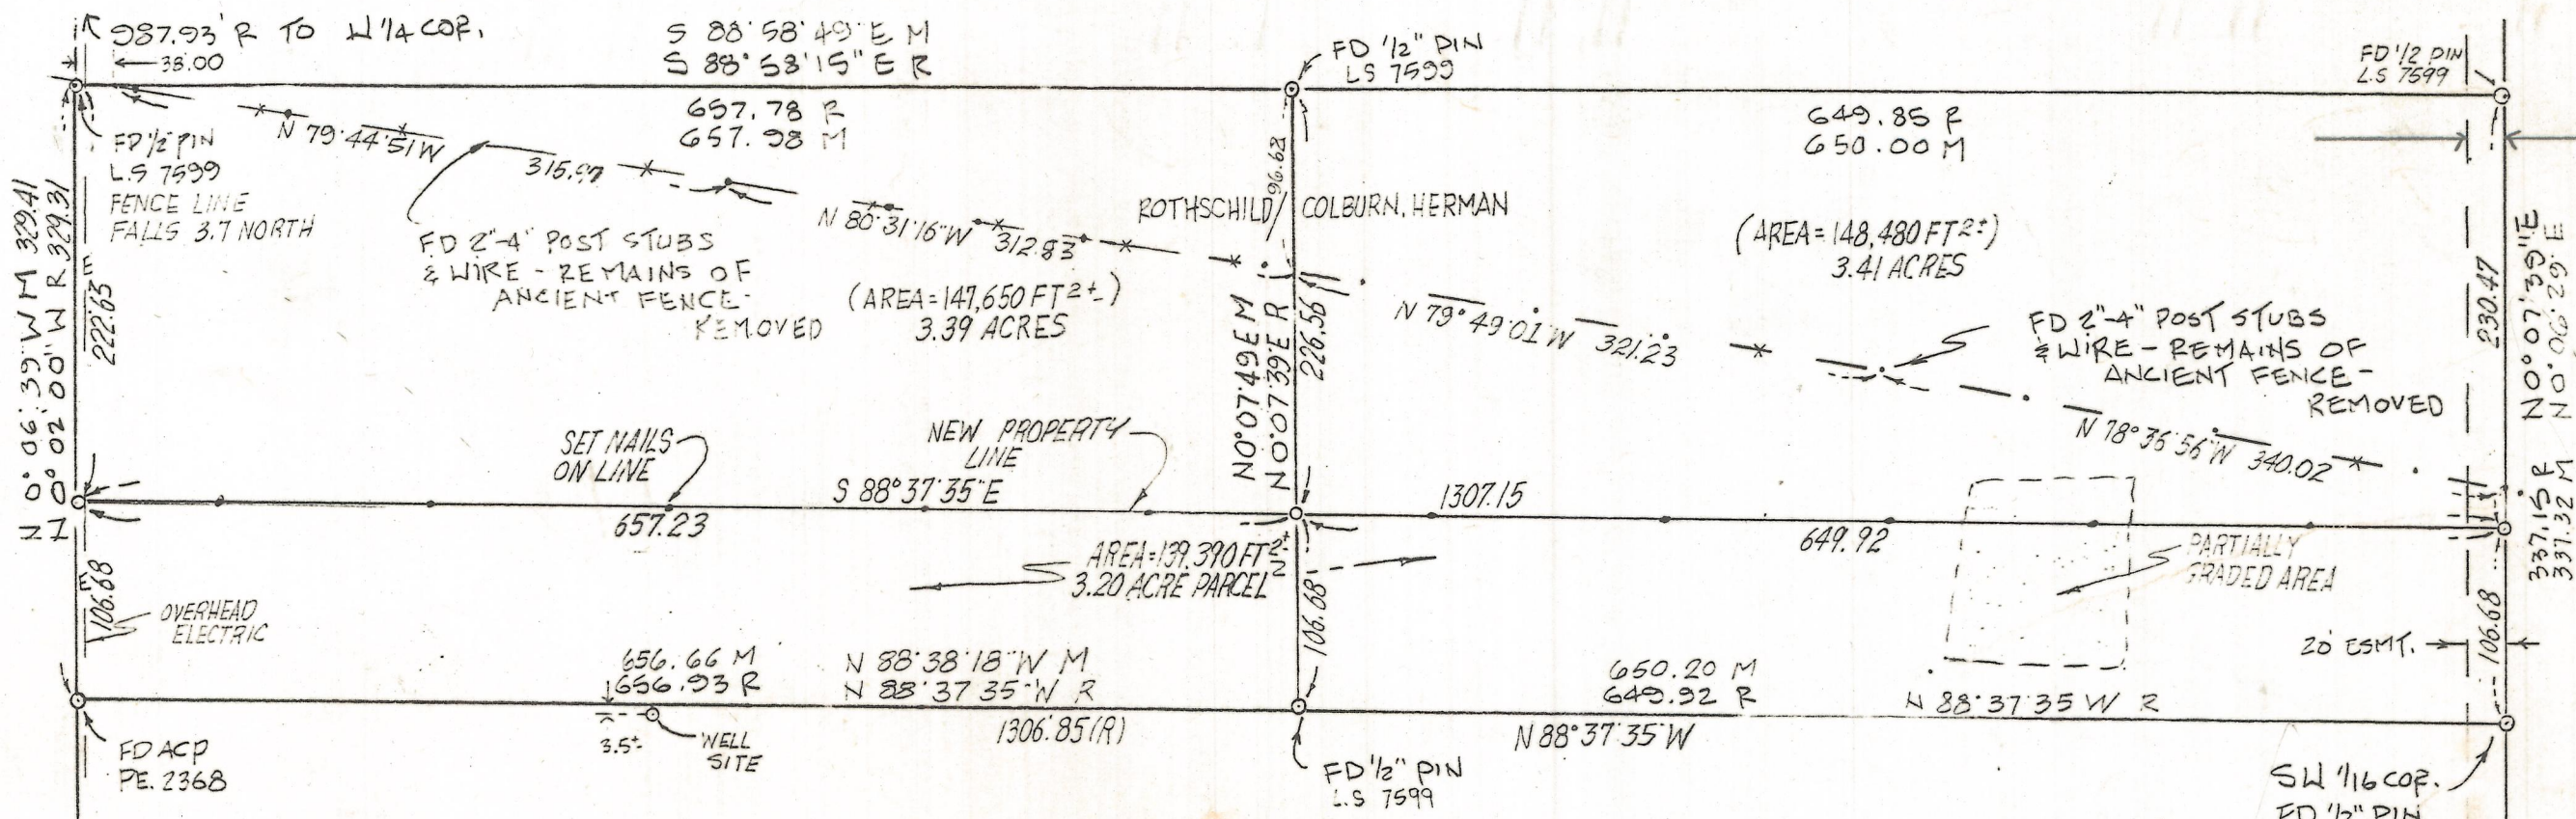 987.93' R TO W 1/4 COR.
38.00
S 88°58'49" E M
S 88°58'15" E R
657.78 R
657.98 M
FD 1/2" PIN
LS 7599
FD 1/2 PIN
L.S 7599
649.85 R
650.00 M
FD 1/2 PIN
L.S 7599
FENCE LINE
FALLS 3.7 NORTH
N 79°44'51 W
315.97
N 80°31'16" W 312.83
FD 2"-4" POST STUBS
& WIRE - REMAINS OF
ANCIENT FENCE-
REMOVED
(AREA=147,650 FT 2±)
3.39 ACRES
96.62
ROTHSCHILD/ COLBURN, HERMAN
(AREA=148,480 FT2±)
3.41 ACRES
N 79°49'01" W 321.23
FD 2"-4" POST STUBS
& WIRE - REMAINS OF
ANCIENT FENCE-
REMOVED
N 78°36'56" W 340.02
N 0°06'39" W M 329.41
N 0°02'00" W R 329.31
E
222.63
N 0°07'49 E M
N 0°07'39" E R
226.56
230.47
N 0°07'39" E
N 0°06'29" E
337.15 R
337.32 M
SET NAILS
ON LINE
NEW PROPERTY
LINE
S 88°37'35" E
657.23
1307.15
649.92
AREA=139,390 FT2±
3.20 ACRE PARCEL
PARTIALLY
GRADED AREA
E
106.68
OVERHEAD
ELECTRIC
106.68
106.68
20' ESMT.
656.66 M
656.93 R
N 88°38'18" W M
N 88°37'35" W R
650.20 M
649.92 R
N 88°37'35 W R
1306.85(R)
N 88°37'35" W
3.5±
WELL
SITE
FD ACP
PE. 2368
FD 1/2" PIN
L.S 7599
SW 1/16 COR.
FD 1/2" PIN